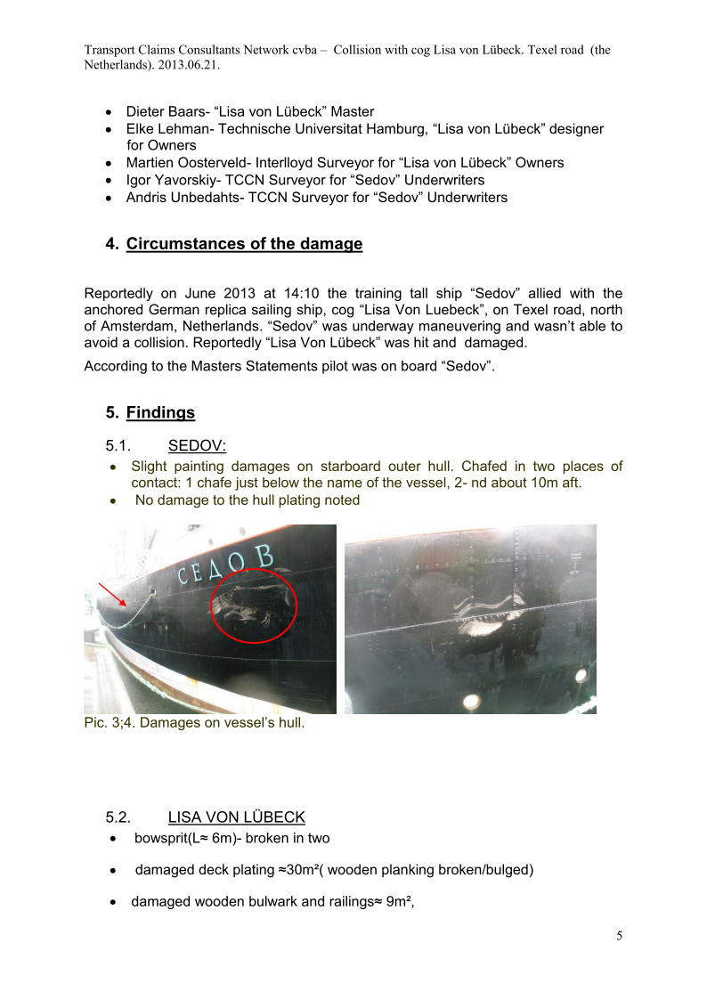 Transport Claims Consultants Network cvba –  Collision with cog Lisa von Lübeck. Texel road  (the
Netherlands). 2013.06.21.
• Dieter Baars- “Lisa von Lübeck” Master
• Elke Lehman- Technische Universitat Hamburg, “Lisa von Lübeck” designer
for Owners
• Martien Oosterveld- Interlloyd Surveyor for “Lisa von Lübeck” Owners
• Igor Yavorskiy- TCCN Surveyor for “Sedov” Underwriters
• Andris Unbedahts- TCCN Surveyor for “Sedov” Underwriters
4. Circumstances of the damage
Reportedly on June 2013 at 14:10 the training tall ship “Sedov” allied with the
anchored German replica sailing ship, cog “Lisa Von Luebeck”, on Texel road, north
of Amsterdam, Netherlands. “Sedov” was underway maneuvering and wasn’t able to
avoid a collision. Reportedly “Lisa Von Lübeck” was hit and  damaged.
According to the Masters Statements pilot was on board “Sedov”.
5. Findings
5.1. SEDOV:
• Slight painting damages on starboard outer hull. Chafed in two places of
contact: 1 chafe just below the name of the vessel, 2- nd about 10m aft.
• No damage to the hull plating noted
СЕДОВ
Pic. 3;4. Damages on vessel’s hull.
5.2. LISA VON LÜBECK
• bowsprit(L≈ 6m)- broken in two
• damaged deck plating ≈30m²( wooden planking broken/bulged)
• damaged wooden bulwark and railings≈ 9m²,
5